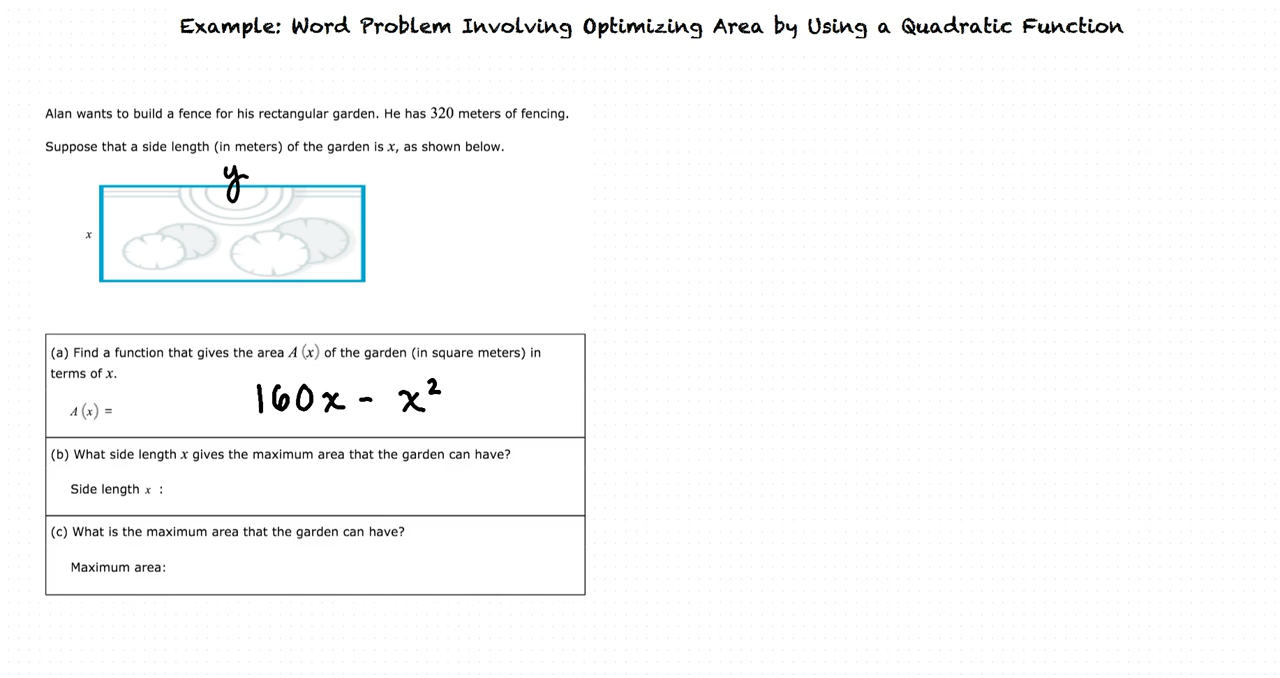 Example: Word Problem Involving Optimizing Area by Using a Quadratic Function
Alan wants to build a fence for his rectangular garden. He has 320 meters of fencing.
Suppose that a side length (in meters) of the garden is x, as shown below.
y
x
(a) Find a function that gives the area A (x) of the garden (in square meters) in
terms of x.
A (x) = 160x - x²
(b) What side length x gives the maximum area that the garden can have?
Side length x :
(c) What is the maximum area that the garden can have?
Maximum area: